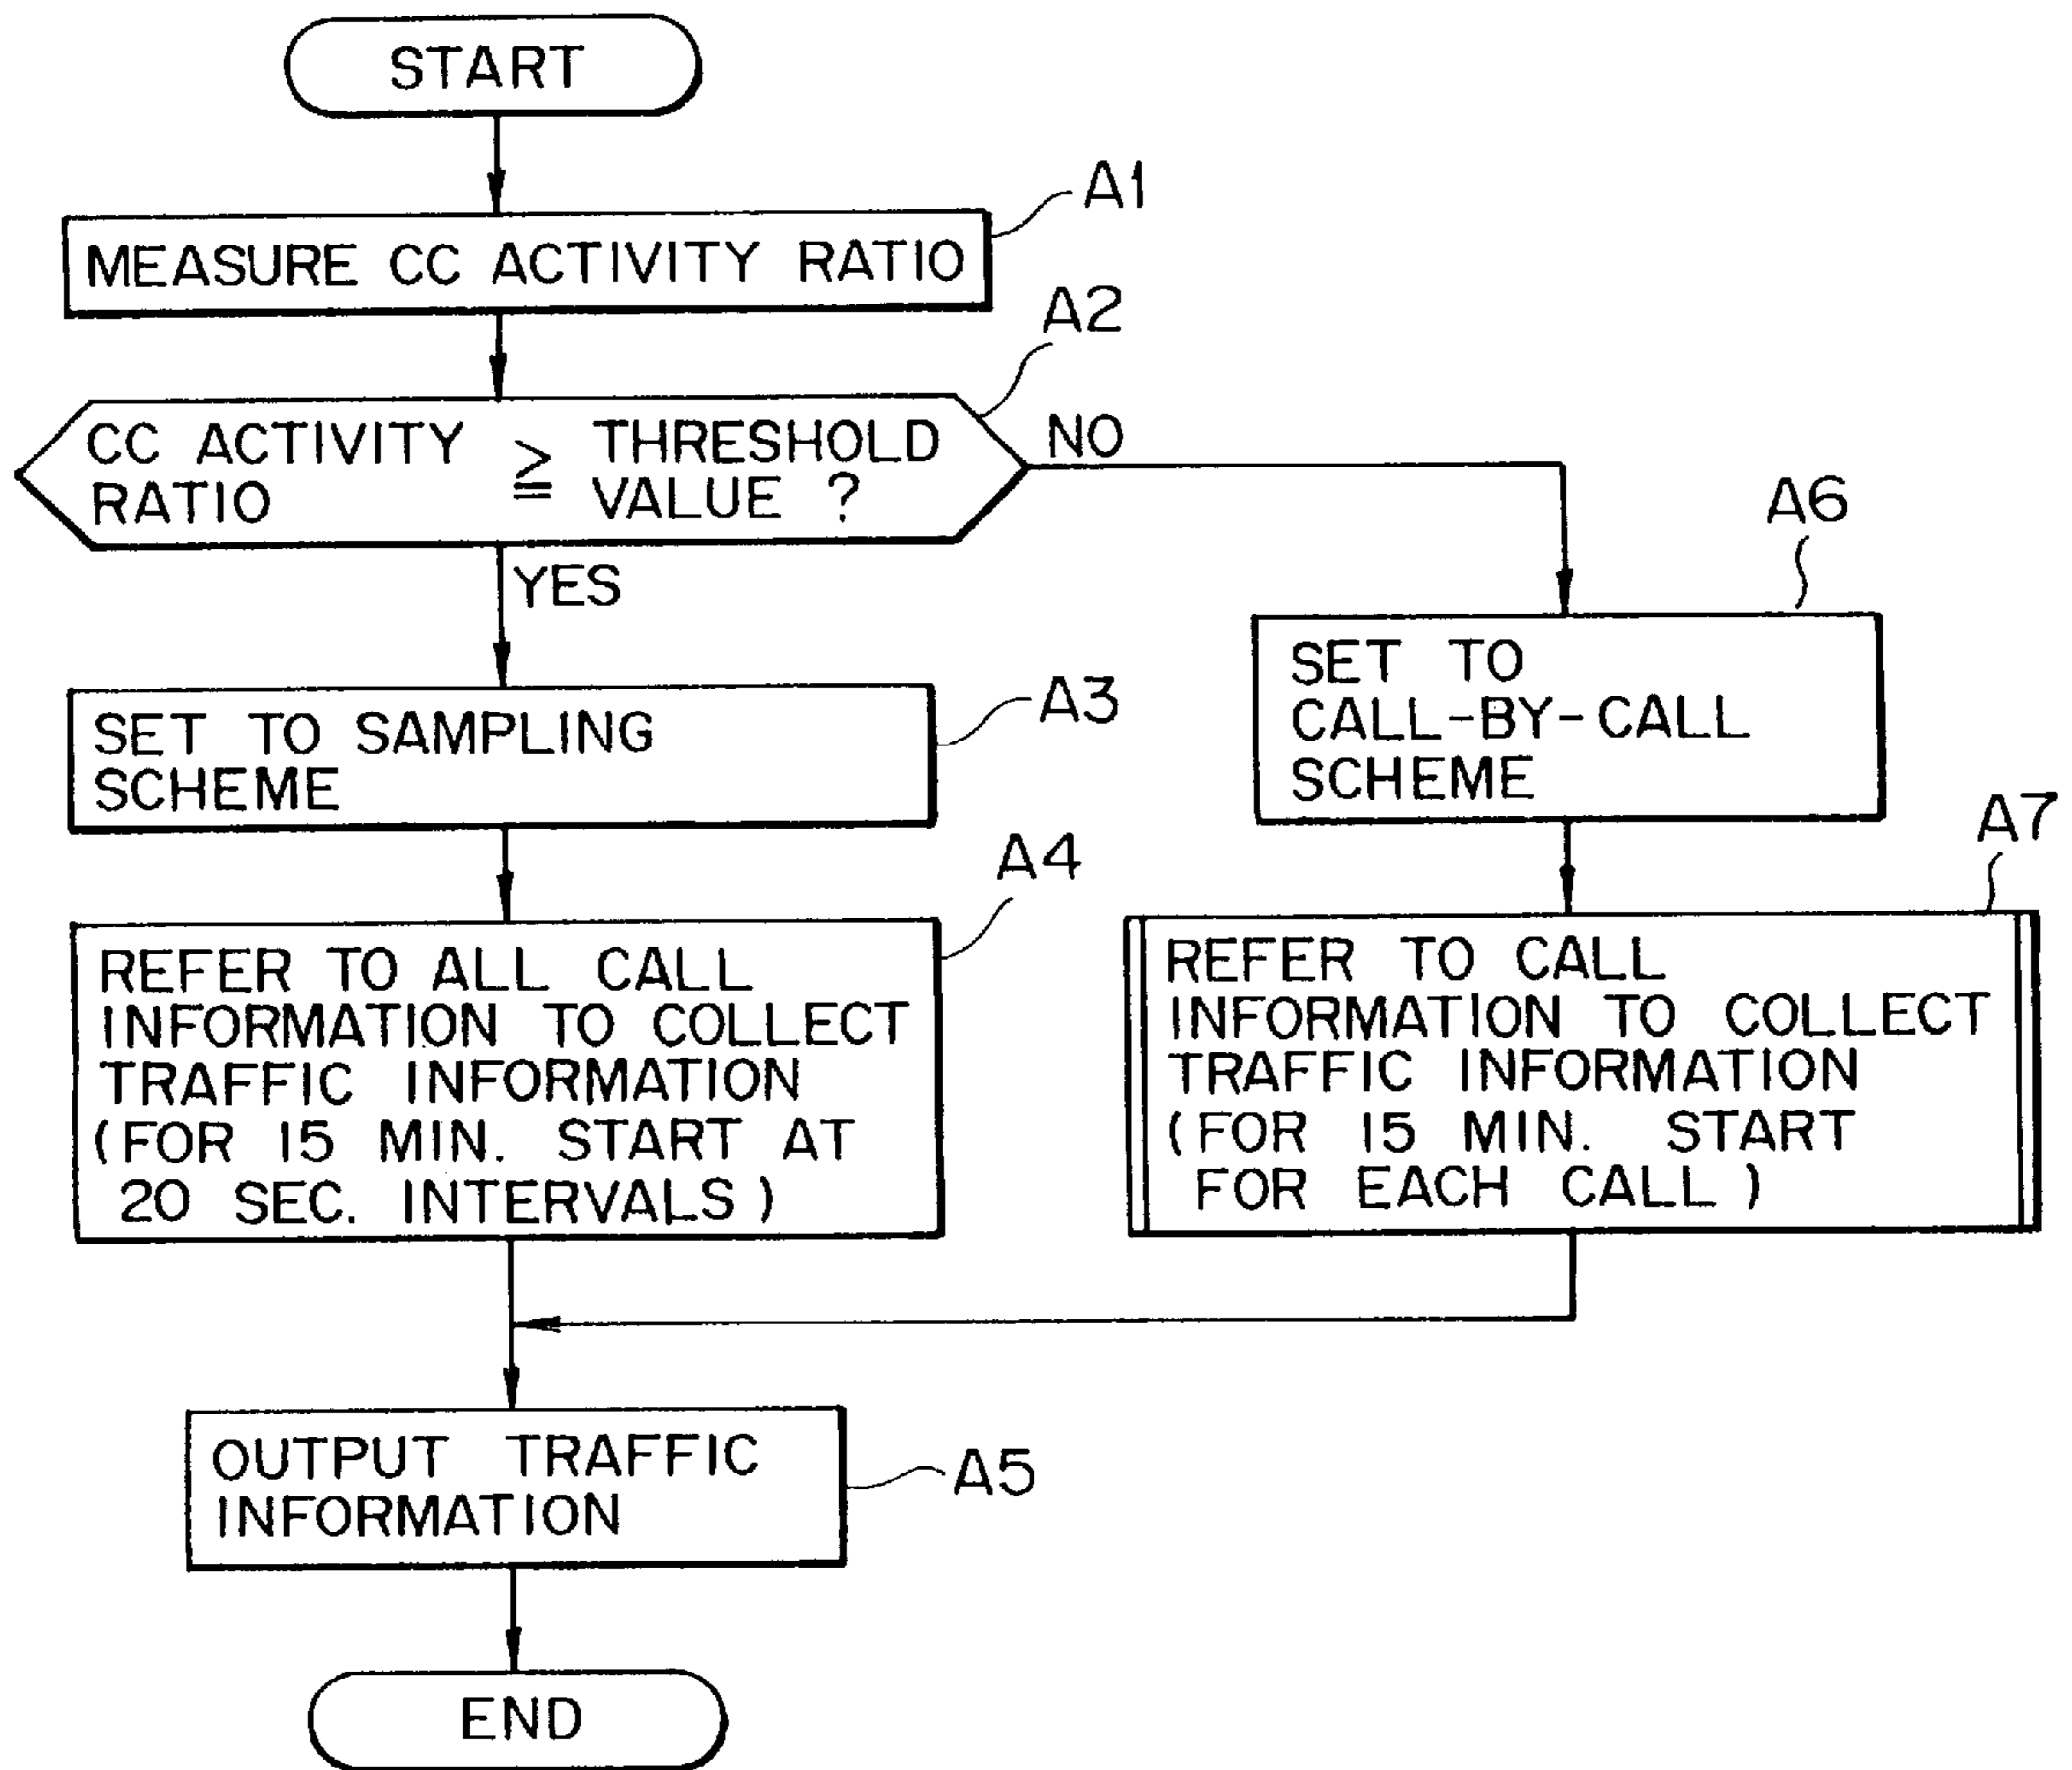 START
A1
MEASURE CC ACTIVITY RATIO
A2
CC ACTIVITY RATIO ≧ THRESHOLD VALUE ?
NO
YES
A3
SET TO SAMPLING
SCHEME
A6
SET TO
CALL-BY-CALL
SCHEME
A4
REFER TO ALL CALL
INFORMATION TO COLLECT
TRAFFIC INFORMATION
(FOR 15 MIN. START AT
20 SEC. INTERVALS)
A7
REFER TO CALL
INFORMATION TO COLLECT
TRAFFIC INFORMATION
(FOR 15 MIN. START
FOR EACH CALL)
OUTPUT TRAFFIC
INFORMATION
A5
END